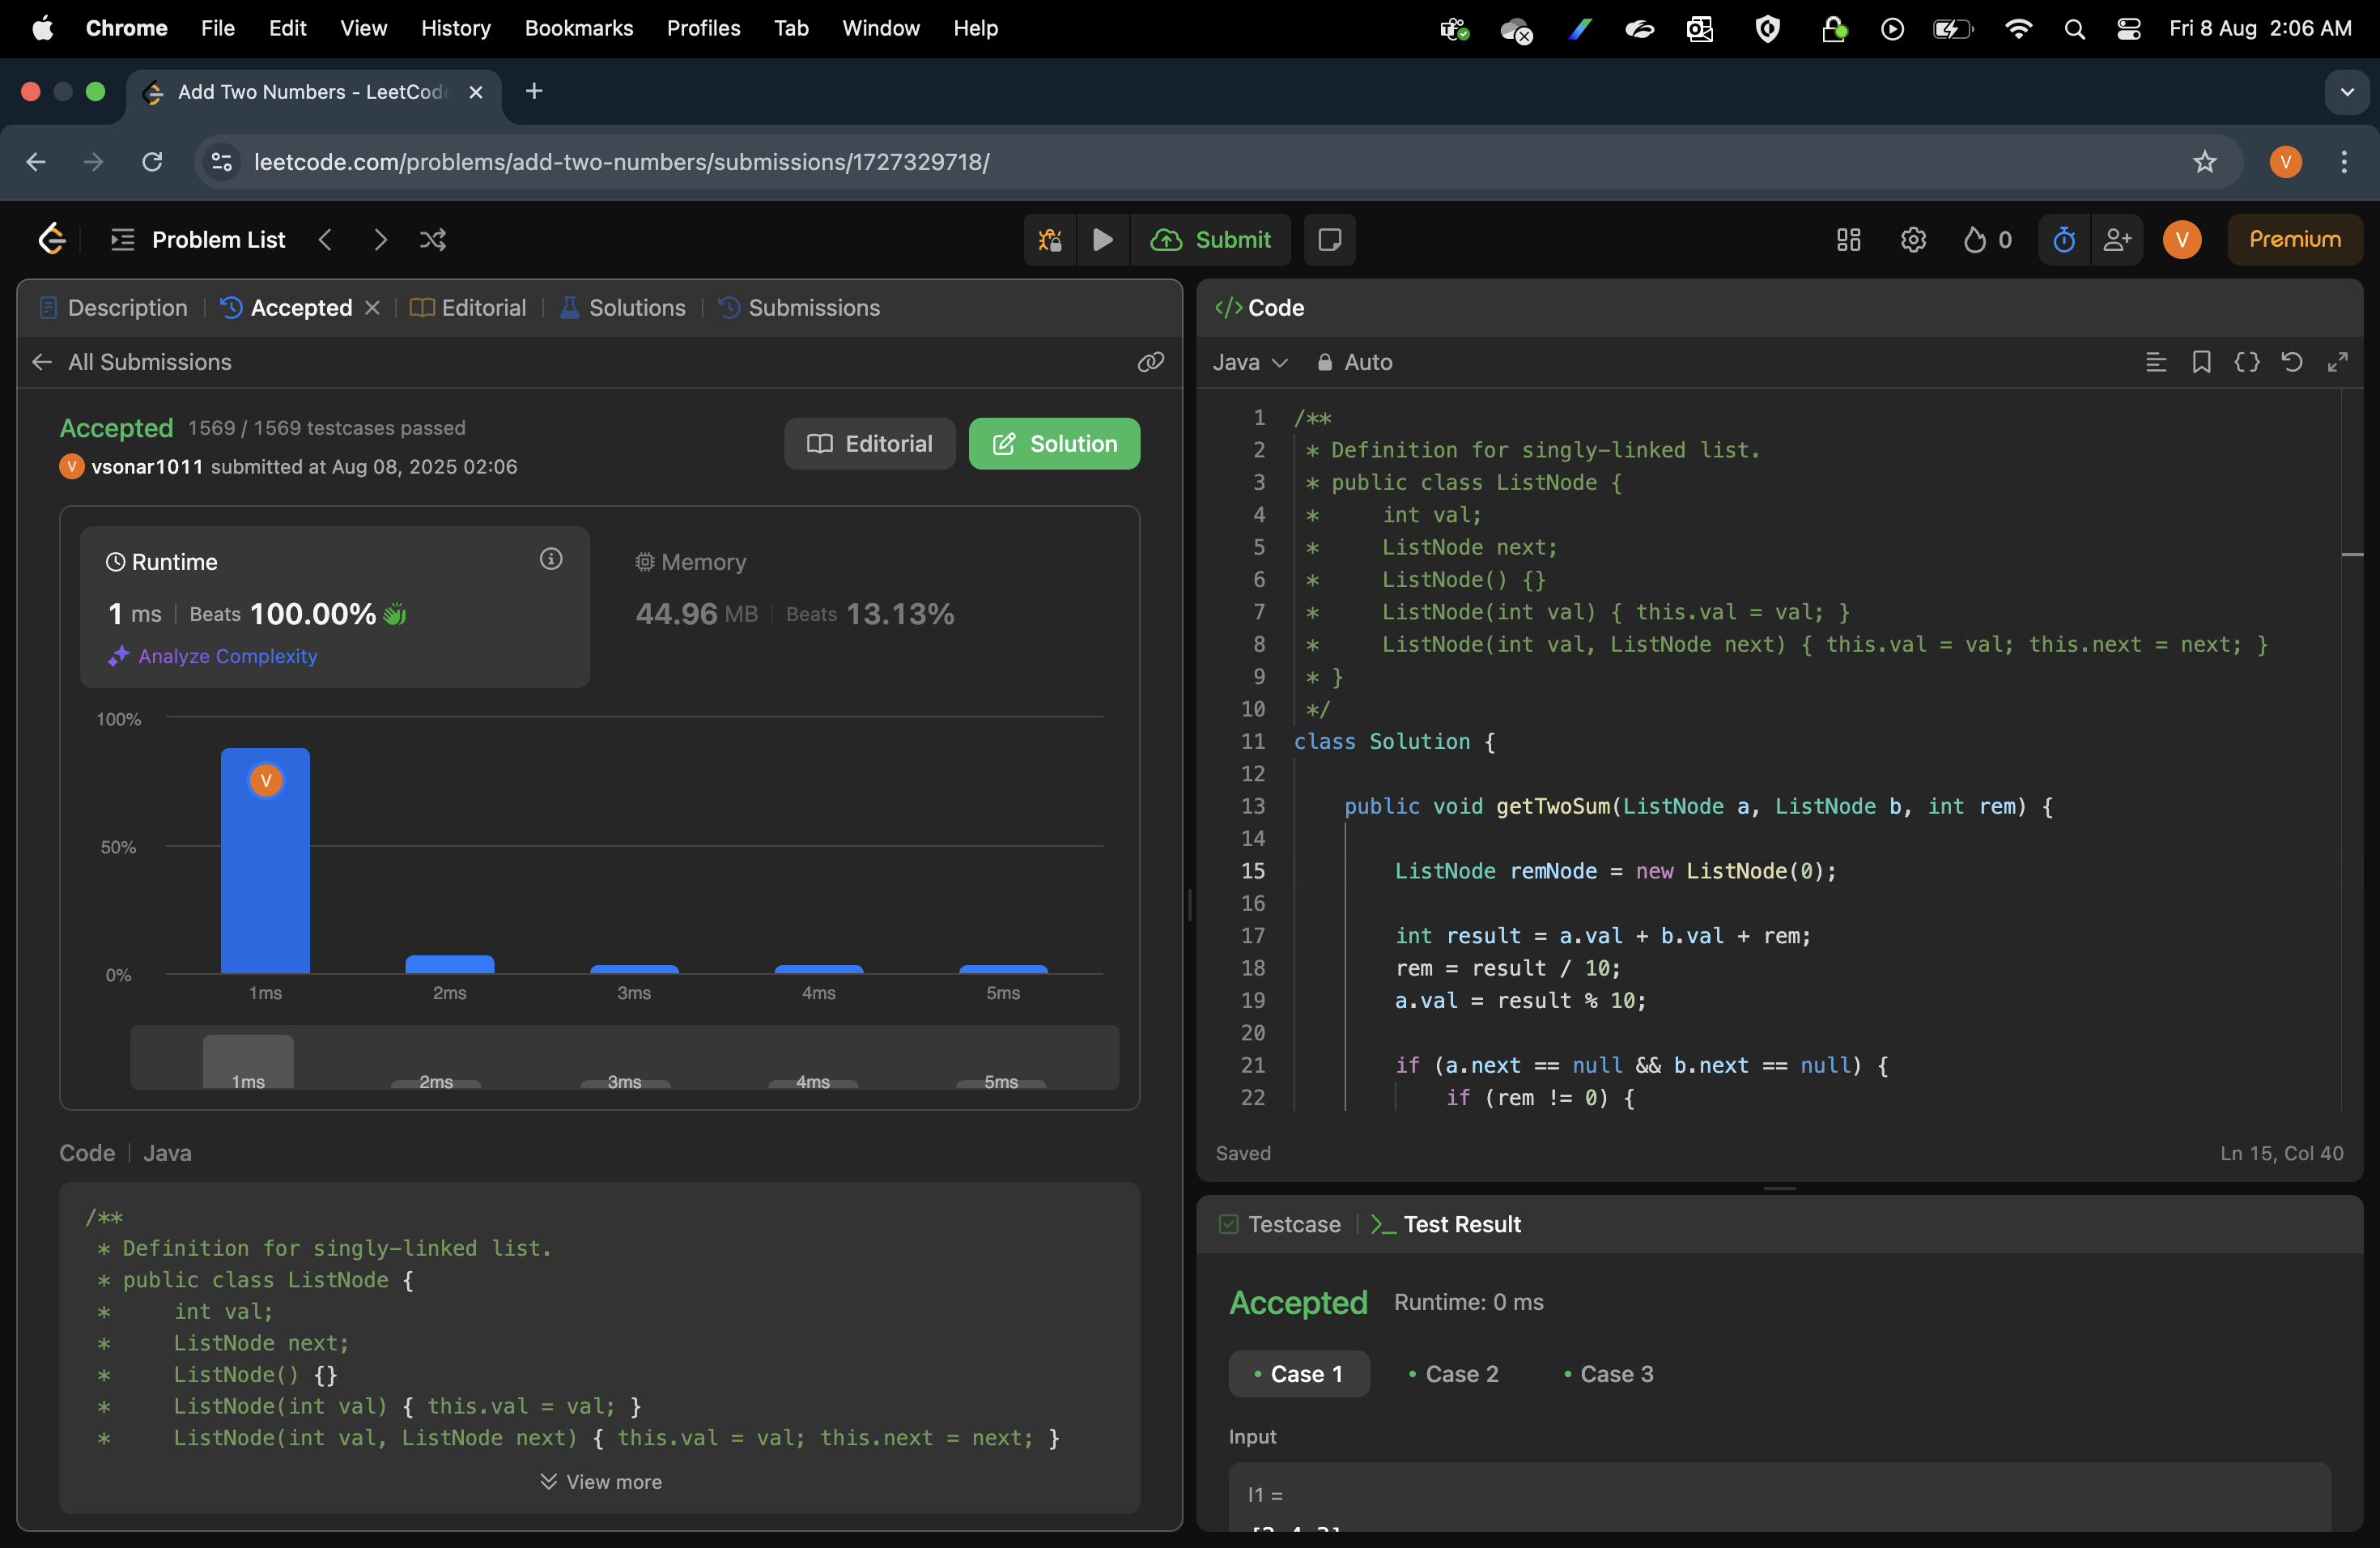 Chrome File Edit View History Bookmarks Profiles Tab Window Help Fri 8 Aug 2:06 AM
Add Two Numbers - LeetCode
leetcode.com/problems/add-two-numbers/submissions/1727329718/ V
Problem List Submit 0 V Premium
Description Accepted Editorial Solutions Submissions
All Submissions
Accepted 1569 / 1569 testcases passed
V vsonar1011 submitted at Aug 08, 2025 02:06
Editorial Solution
Runtime
1 ms Beats 100.00%
Analyze Complexity
Memory
44.96 MB Beats 13.13%
100%
50%
0%
V
1ms 2ms 3ms 4ms 5ms
1ms 2ms 3ms 4ms 5ms
Code Java
/**
 * Definition for singly-linked list.
 * public class ListNode {
 *     int val;
 *     ListNode next;
 *     ListNode() {}
 *     ListNode(int val) { this.val = val; }
 *     ListNode(int val, ListNode next) { this.val = val; this.next = next; }
View more
</> Code
Java Auto
1 /**
2  * Definition for singly-linked list.
3  * public class ListNode {
4  *     int val;
5  *     ListNode next;
6  *     ListNode() {}
7  *     ListNode(int val) { this.val = val; }
8  *     ListNode(int val, ListNode next) { this.val = val; this.next = next; }
9  * }
10  */
11 class Solution {
12
13     public void getTwoSum(ListNode a, ListNode b, int rem) {
14
15         ListNode remNode = new ListNode(0);
16
17         int result = a.val + b.val + rem;
18         rem = result / 10;
19         a.val = result % 10;
20
21         if (a.next == null && b.next == null) {
22             if (rem != 0) {
Saved Ln 15, Col 40
Testcase >_ Test Result
Accepted Runtime: 0 ms
Case 1 Case 2 Case 3
Input
l1 =